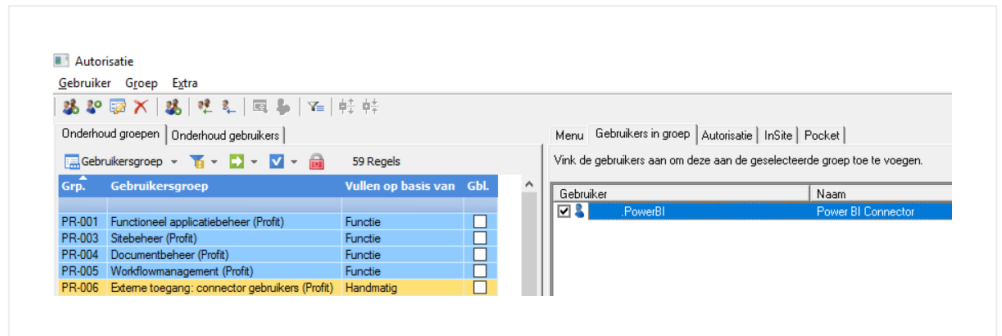 Autorisatie
Gebruiker Groep Extra
Onderhoud groepen Onderhoud gebruikers
Gebruikersgroep 59 Regels
Grp. Gebruikersgroep Vullen op basis van Gbl.
PR-001 Functioneel applicatiebeheer (Profit) Functie
PR-003 Sitebeheer (Profit) Functie
PR-004 Documentbeheer (Profit) Functie
PR-005 Workflowmanagement (Profit) Functie
PR-006 Externe toegang: connector gebruikers (Profit) Handmatig
Menu Gebruikers in groep Autorisatie InSite Pocket
Vink de gebruikers aan om deze aan de geselecteerde groep toe te voegen.
Gebruiker Naam
.PowerBI Power BI Connector